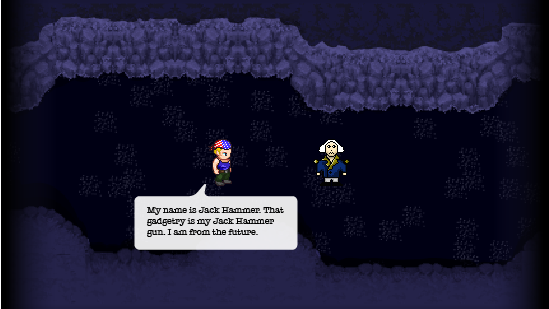 My name is Jack Hammer. That
gadgetry is my Jack Hammer
gun. I am from the future.